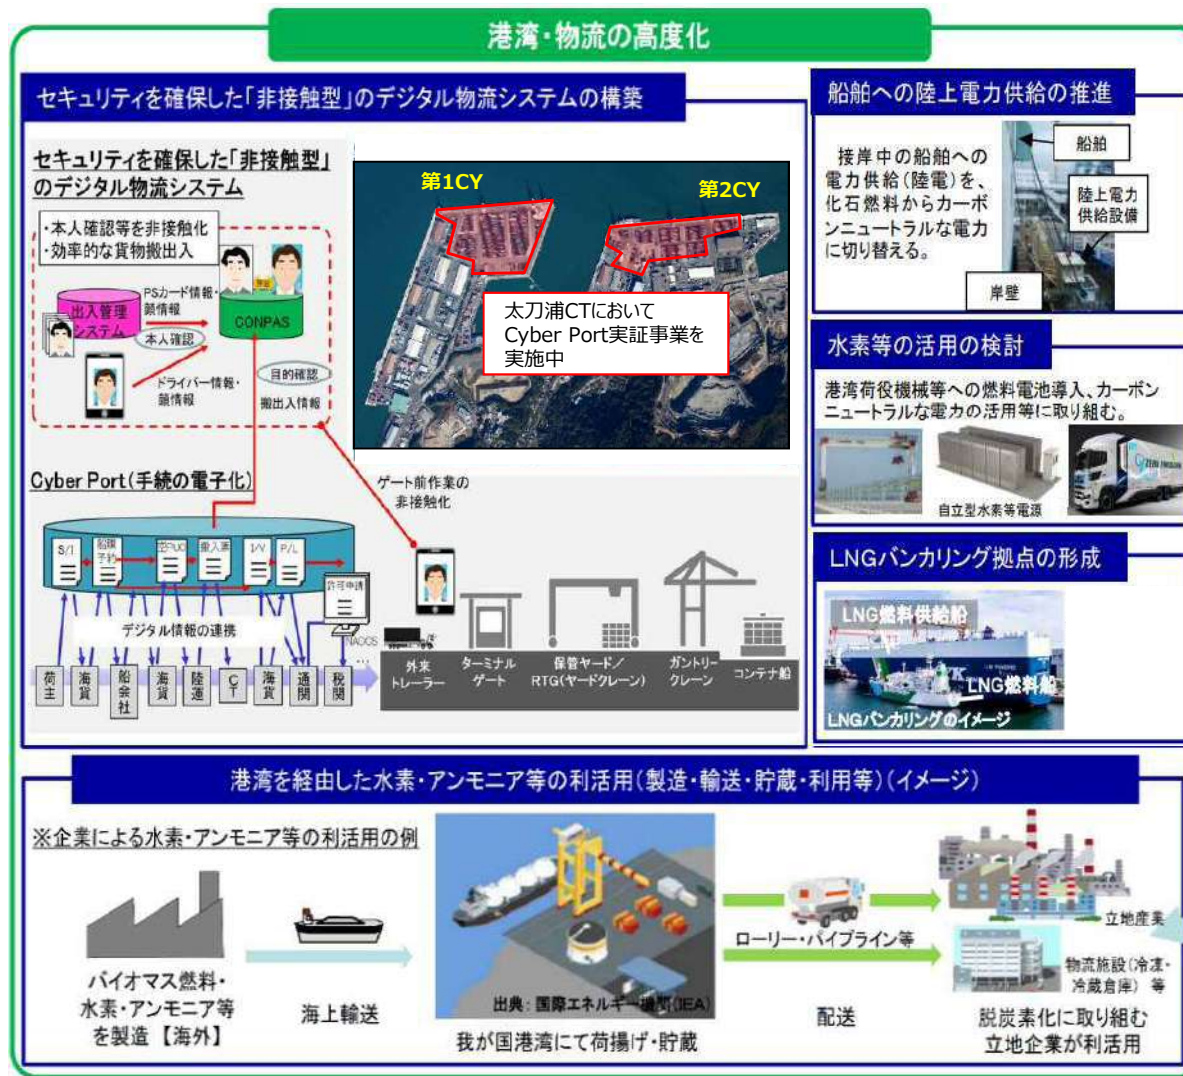 港湾・物流の高度化
セキュリティを確保した「非接触型」のデジタル物流システムの構築
セキュリティを確保した「非接触型」
のデジタル物流システム
・本人確認等を非接触化
・効率的な貨物搬出入
出入管理
システム
PSカード情報・
顔情報
本人確認
CONPAS
ドライバー情報・
顔情報
目的確認
搬出入情報
第1CY
第2CY
太刀浦CTにおいて
Cyber Port実証事業を
実施中
Cyber Port(手続の電子化)
ゲート前作業の
非接触化
S/I
船腹
予約
空PUO
搬入票
I/V
P/L
許可申請
デジタル情報の連携
NACCS
…
荷主
海貨
船会社
海貨
陸運
CT
海貨
通関
税関
外来
トレーラー
ターミナル
ゲート
保管ヤード/
RTG(ヤードクレーン)
ガントリー
クレーン
コンテナ船
船舶への陸上電力供給の推進
接岸中の船舶への
電力供給(陸電)を、
化石燃料からカーボ
ンニュートラルな電力
に切り替える。
船舶
陸上電力
供給設備
岸壁
水素等の活用の検討
港湾荷役機械等への燃料電池導入、カーボン
ニュートラルな電力の活用等に取り組む。
自立型水素等電源
LNGバンカリング拠点の形成
LNG燃料供給船
LNG燃料船
LNGバンカリングのイメージ
港湾を経由した水素・アンモニア等の利活用(製造・輸送・貯蔵・利用等)(イメージ)
※企業による水素・アンモニア等の利活用の例
バイオマス燃料・
水素・アンモニア等
を製造【海外】
海上輸送
出典：国際エネルギー機関(IEA)
我が国港湾にて荷揚げ・貯蔵
ローリー・パイプライン等
配送
立地産業
物流施設(冷凍・
冷蔵倉庫) 等
脱炭素化に取り組む
立地企業が利活用